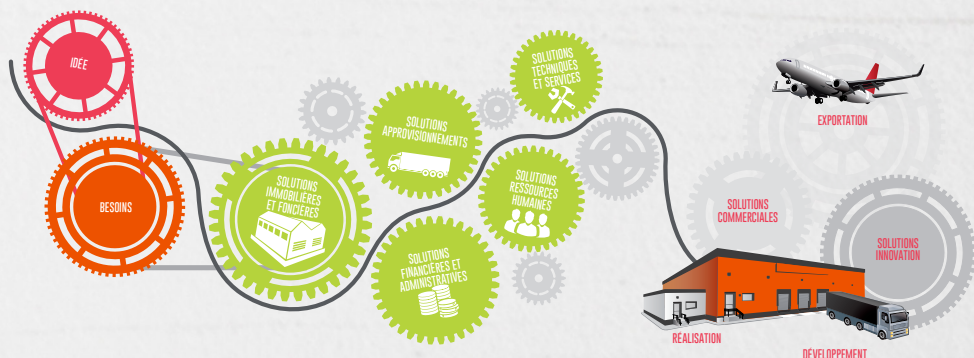 IDÉE
BESOINS
SOLUTIONS
IMMOBILIÈRES
ET FONCIÈRES
SOLUTIONS
APPROVISIONNEMENTS
SOLUTIONS
FINANCIÈRES ET
ADMINISTRATIVES
SOLUTIONS
TECHNIQUES
ET SERVICES
SOLUTIONS
RESSOURCES
HUMAINES
EXPORTATION
SOLUTIONS
COMMERCIALES
SOLUTIONS
INNOVATION
RÉALISATION
DÉVELOPPEMENT